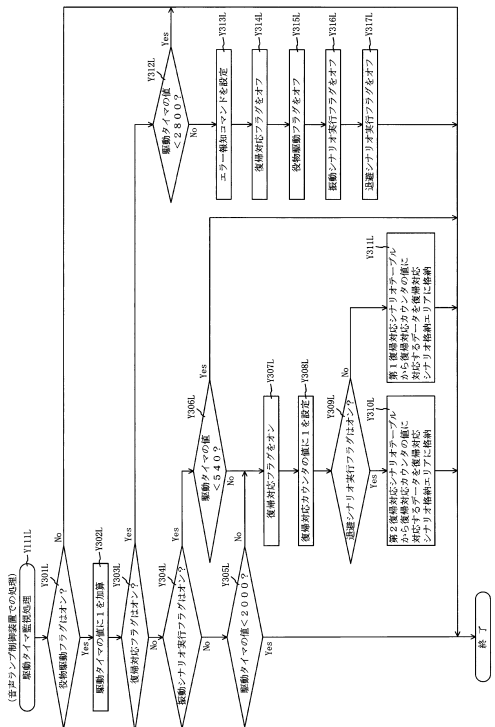 (音声ランプ制御装置での処理)
駆動タイマ監視処理
Y111L
Y301L
役物駆動フラグはオン?
No
Yes
Y302L
駆動タイマの値に1を加算
Y303L
復帰対応フラグはオン?
Yes
No
Y304L
振動シナリオ実行フラグはオン?
Yes
No
Y305L
駆動タイマの値<2000?
No
Yes
Y306L
駆動タイマの値
<540?
Yes
No
Y307L
復帰対応フラグをオン
Y308L
復帰対応カウンタの値に1を設定
Y309L
退避シナリオ実行フラグはオン?
No
Yes
Y310L
第2復帰対応シナリオテーブル
から復帰対応カウンタの値に
対応するデータを復帰対応
シナリオ格納エリアに格納
Y311L
第1復帰対応シナリオテーブル
から復帰対応カウンタの値に
対応するデータを復帰対応
シナリオ格納エリアに格納
Y312L
駆動タイマの値
<2800?
Yes
No
Y313L
エラー報知コマンドを設定
Y314L
復帰対応フラグをオフ
Y315L
役物駆動フラグをオフ
Y316L
振動シナリオ実行フラグをオフ
Y317L
退避シナリオ実行フラグをオフ
終了